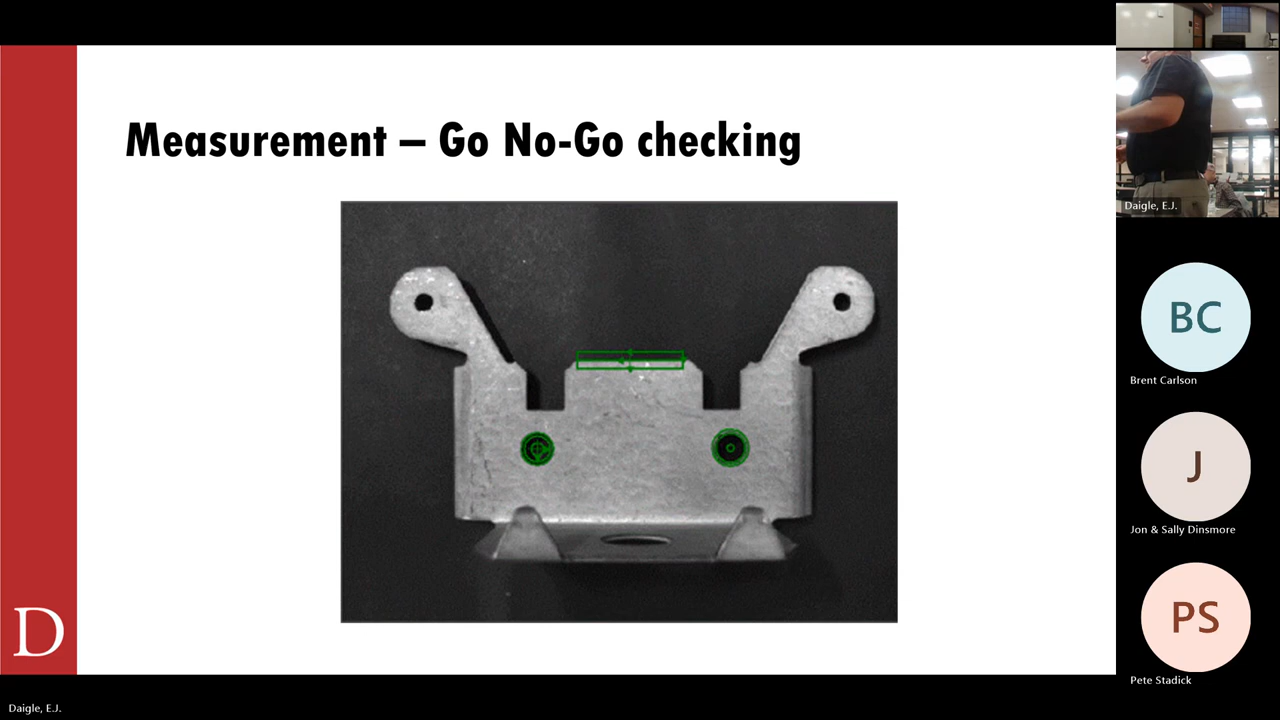 Measurement – Go No-Go checking
D
Daigle, E.J.
Daigle, E.J.
BC
Brent Carlson
J
Jon & Sally Dinsmore
PS
Pete Stadick